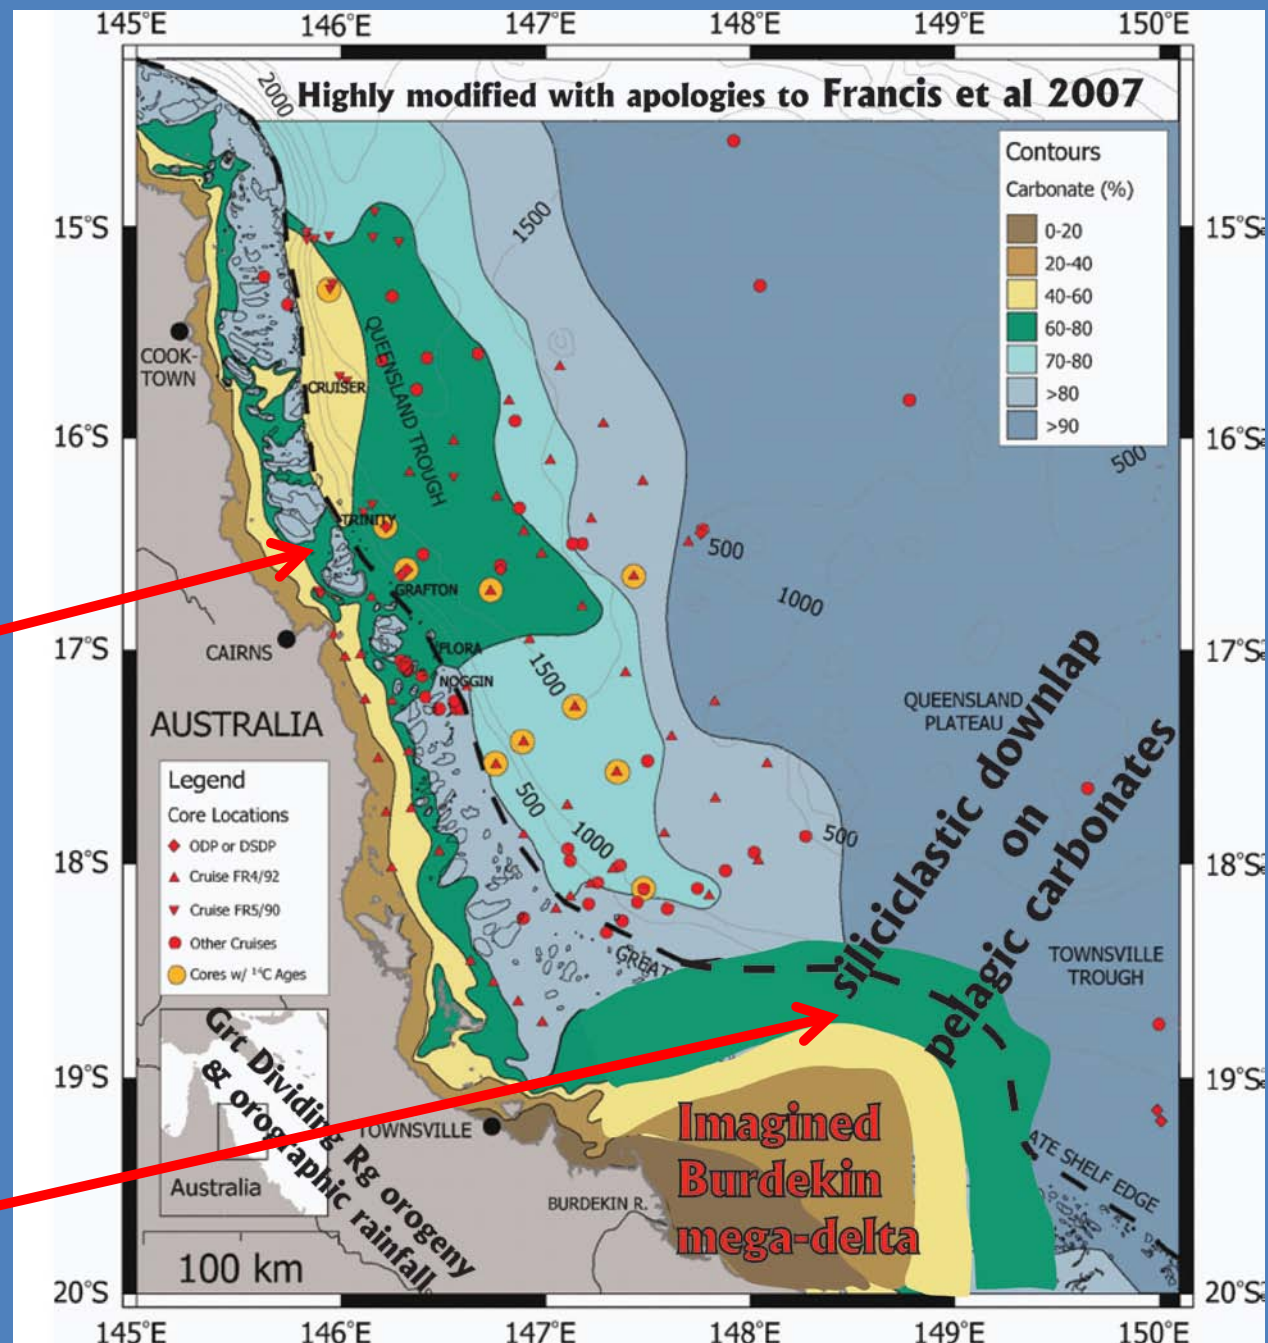 145°E 146°E 147°E 148°E 149°E 150°E
Highly modified with apologies to Francis et al 2007
2000
Contours
Carbonate (%)
0-20
20-40
40-60
60-80
70-80
>80
>90
15°S
15°S
1500
COOK-
TOWN
QUEENSLAND TROUGH
CRUISER
16°S
16°S
500
TRINITY
500
GRAFTON
1000
CAIRNS
17°S
17°S
FLORA
NOGGIN
1500
AUSTRALIA
QUEENSLAND
PLATEAU
siliciclastic downlap
on
pelagic carbonates
Legend
Core Locations
ODP or DSDP
Cruise FR4/92
Cruise FR5/90
Other Cruises
Cores w/ ¹⁴C Ages
500
1000
500
18°S
18°S
GREAT
TOWNSVILLE
TROUGH
Grt Dividing Rg orogeny
& orographic rainfall
19°S
19°S
TOWNSVILLE
Imagined
Burdekin
mega-delta
ATE SHELF EDGE
Australia
BURDEKIN R.
100 km
20°S
20°S
145°E 146°E 147°E 148°E 149°E 150°E